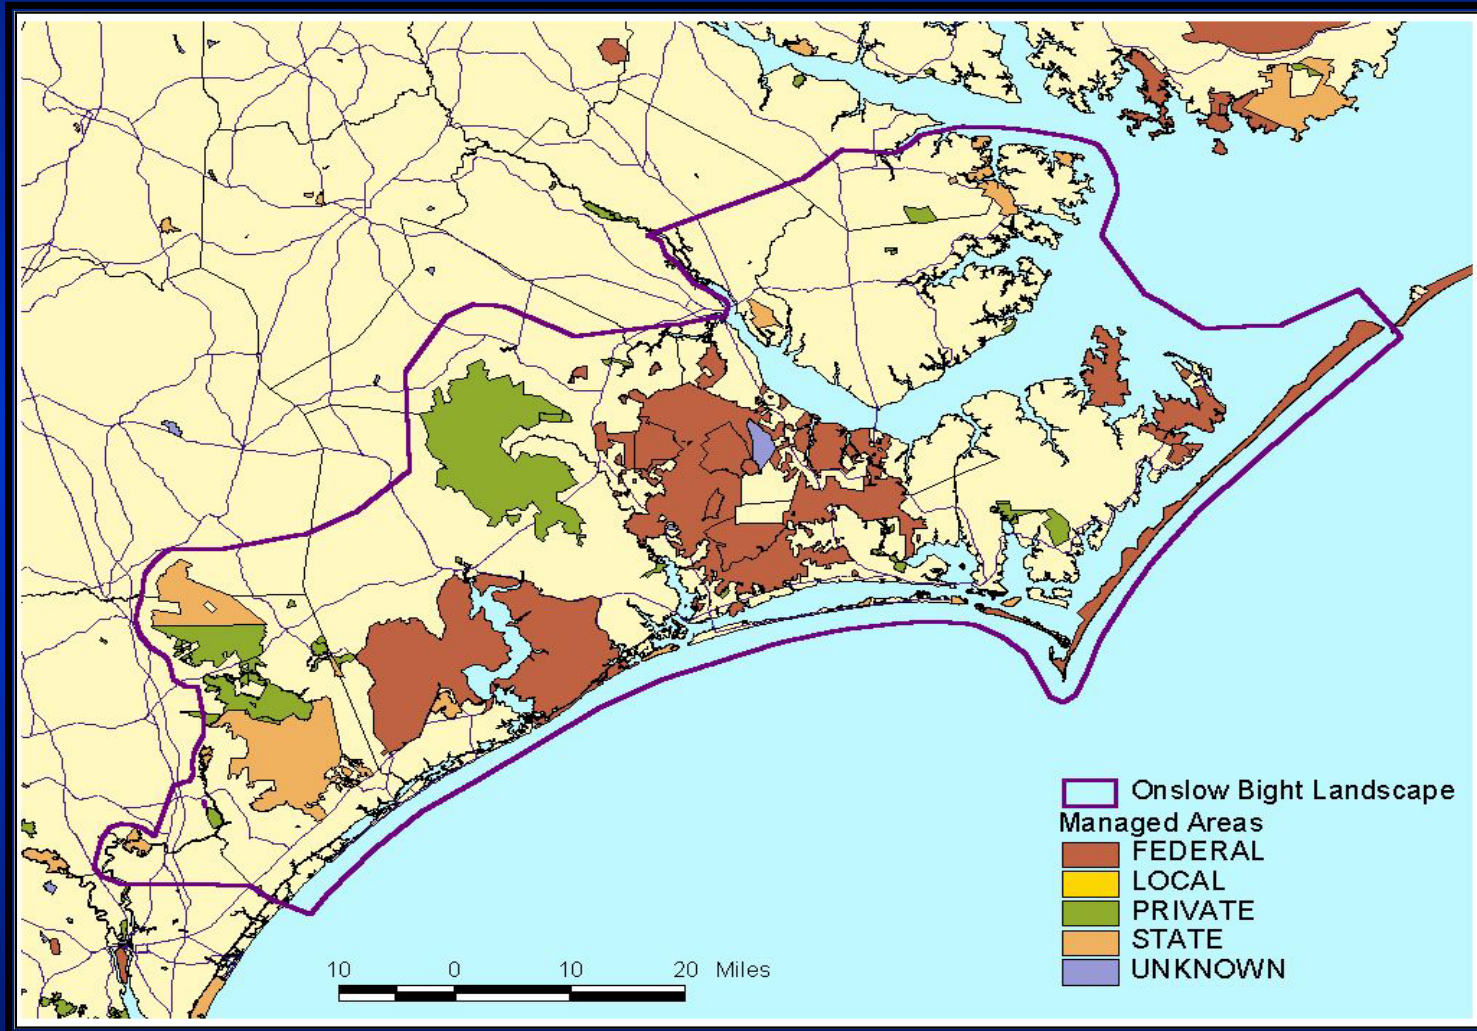 Onslow Bight Landscape
Managed Areas
FEDERAL
LOCAL
PRIVATE
STATE
UNKNOWN
10 0 10 20 Miles